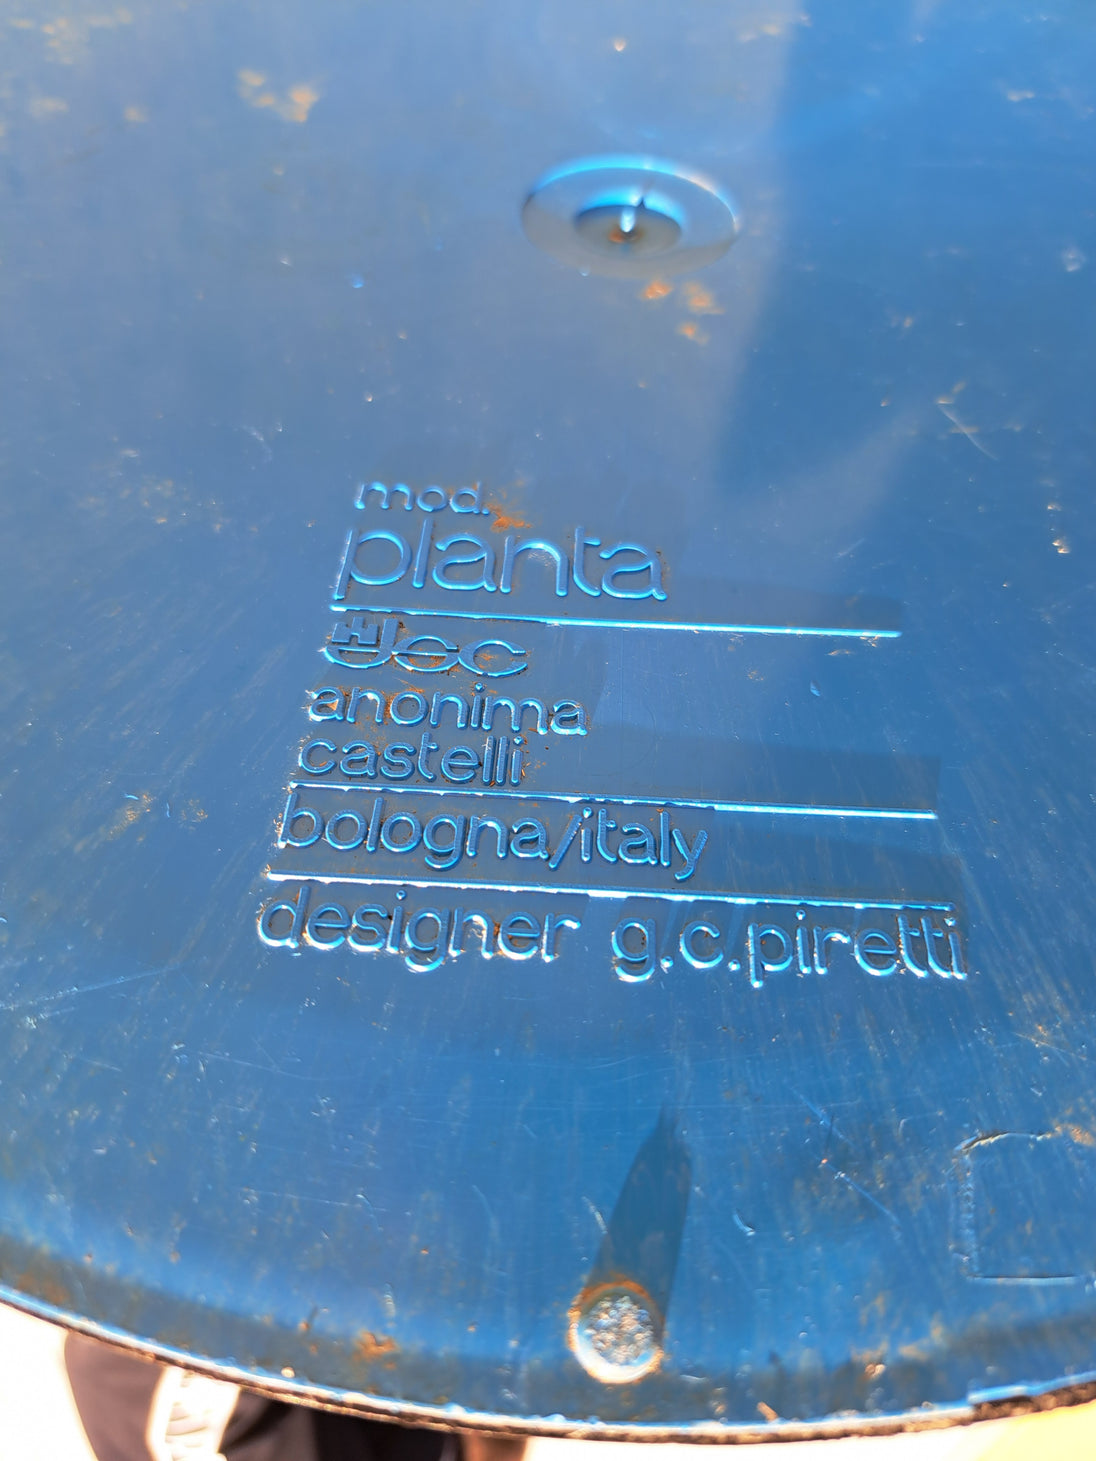 mod.
planta
anonima
castelli
bologna/italy
designer g.c.piretti